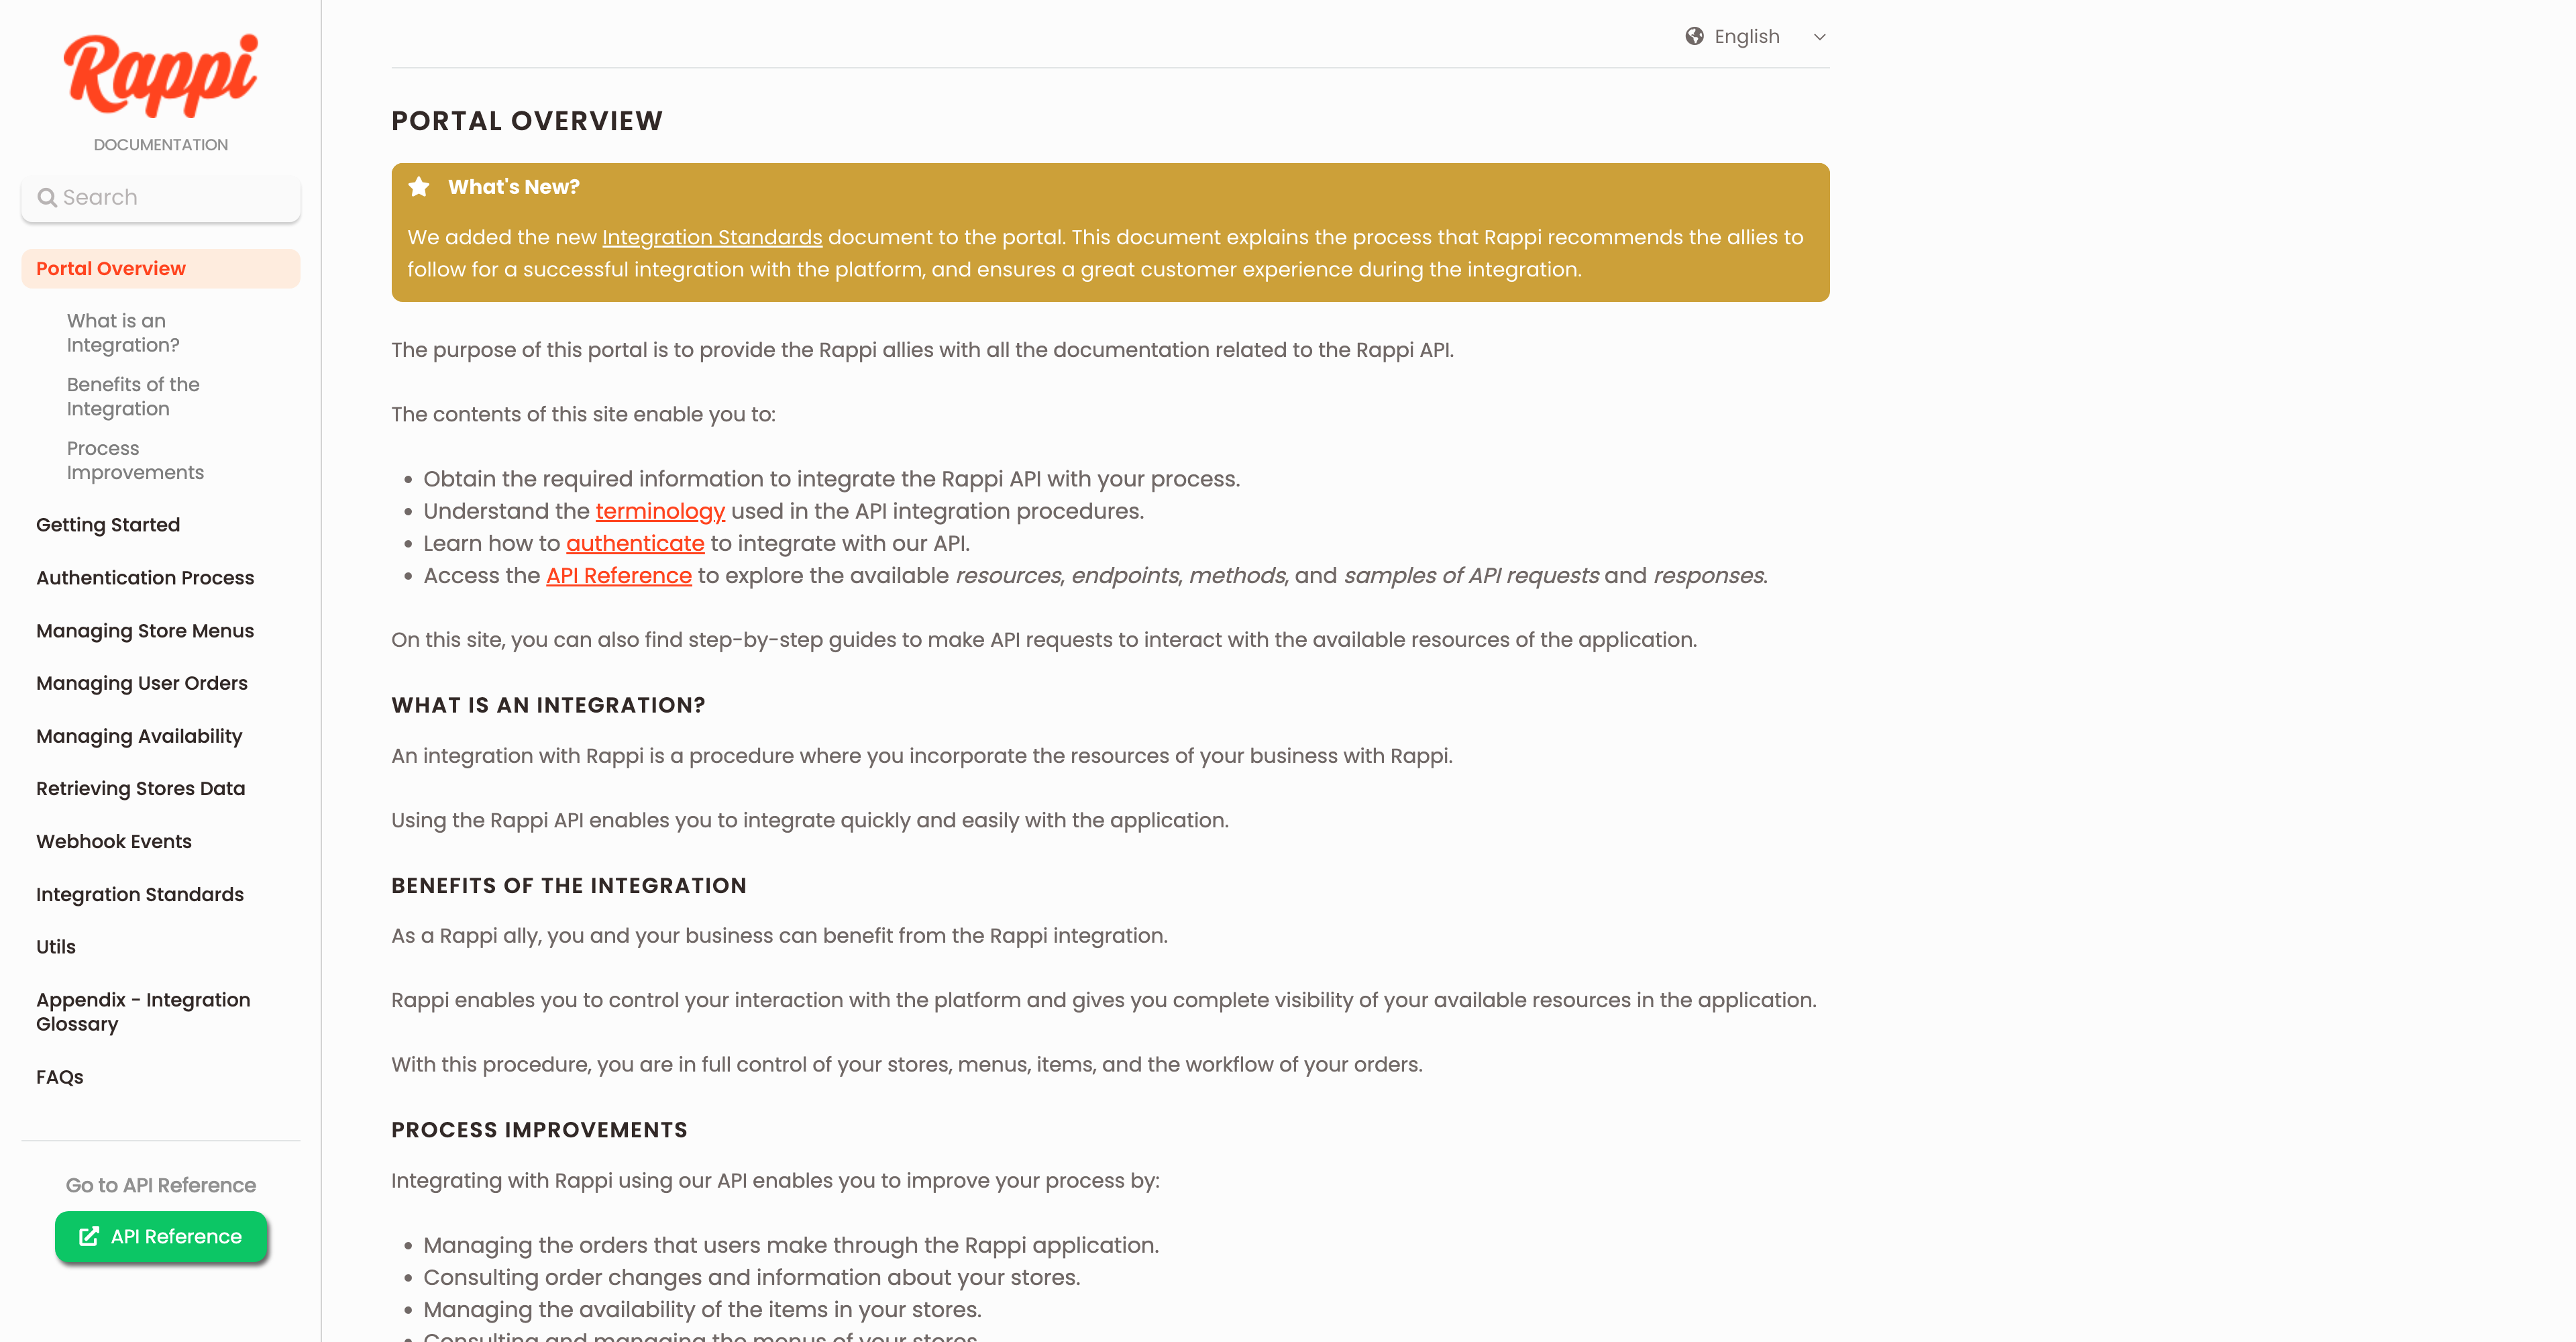 Rappi
DOCUMENTATION
Search
Portal Overview
What is an
Integration?
Benefits of the
Integration
Process
Improvements
Getting Started
Authentication Process
Managing Store Menus
Managing User Orders
Managing Availability
Retrieving Stores Data
Webhook Events
Integration Standards
Utils
Appendix - Integration
Glossary
FAQs
Go to API Reference
API Reference
English
PORTAL OVERVIEW
What's New?
We added the new Integration Standards document to the portal. This document explains the process that Rappi recommends the allies to
follow for a successful integration with the platform, and ensures a great customer experience during the integration.
The purpose of this portal is to provide the Rappi allies with all the documentation related to the Rappi API.
The contents of this site enable you to:
• Obtain the required information to integrate the Rappi API with your process.
• Understand the terminology used in the API integration procedures.
• Learn how to authenticate to integrate with our API.
• Access the API Reference to explore the available resources, endpoints, methods, and samples of API requests and responses.
On this site, you can also find step-by-step guides to make API requests to interact with the available resources of the application.
WHAT IS AN INTEGRATION?
An integration with Rappi is a procedure where you incorporate the resources of your business with Rappi.
Using the Rappi API enables you to integrate quickly and easily with the application.
BENEFITS OF THE INTEGRATION
As a Rappi ally, you and your business can benefit from the Rappi integration.
Rappi enables you to control your interaction with the platform and gives you complete visibility of your available resources in the application.
With this procedure, you are in full control of your stores, menus, items, and the workflow of your orders.
PROCESS IMPROVEMENTS
Integrating with Rappi using our API enables you to improve your process by:
• Managing the orders that users make through the Rappi application.
• Consulting order changes and information about your stores.
• Managing the availability of the items in your stores.
• Consulting and managing the menus of your stores.